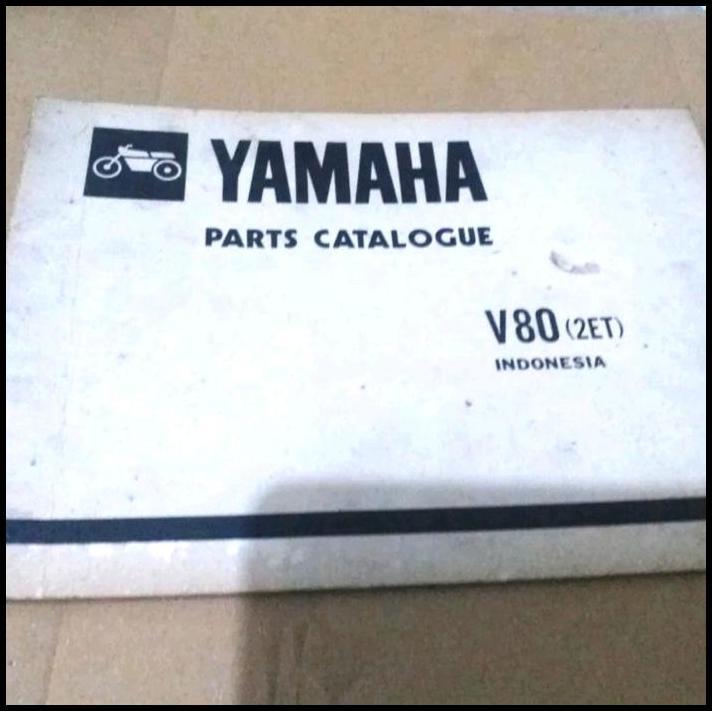 YAMAHA
PARTS CATALOGUE
V80 (2ET)
INDONESIA